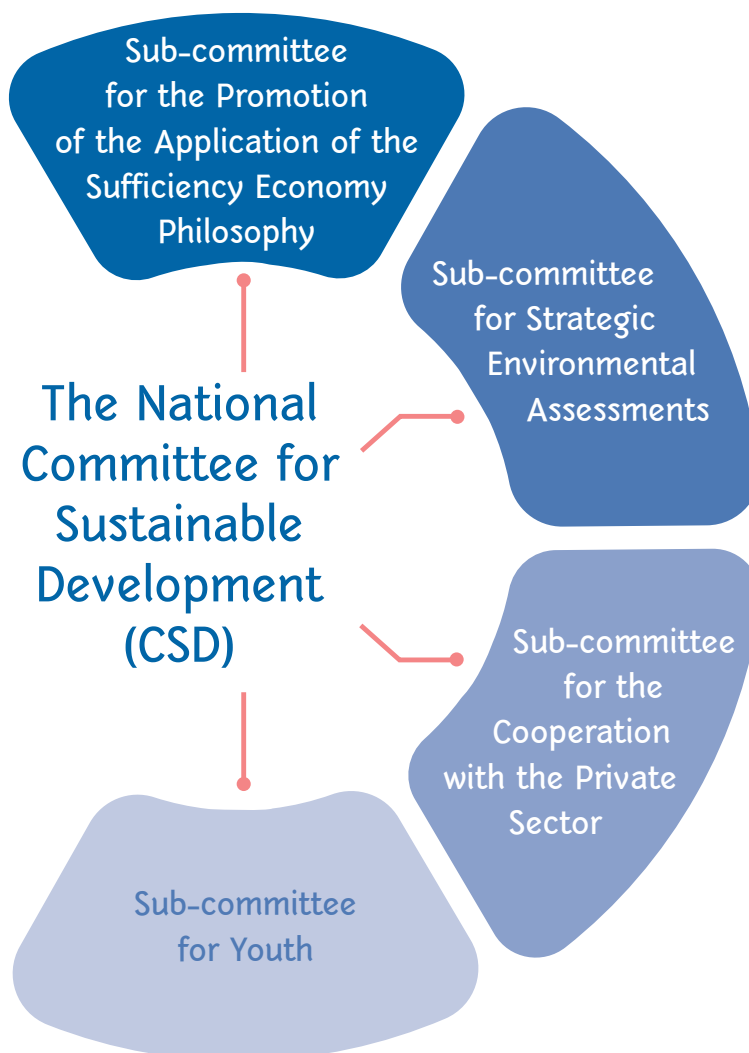 Sub-committee
for the Promotion
of the Application of the
Sufficiency Economy
Philosophy
Sub-committee
for Strategic
Environmental
Assessments
The National
Committee for
Sustainable
Development
(CSD)
Sub-committee
for the
Cooperation
with the Private
Sector
Sub-committee
for Youth